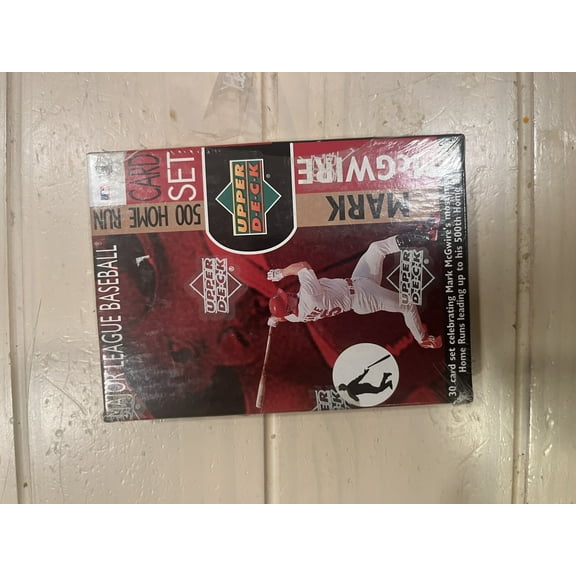 MARK
McGWIRE
UPPER
D·E·C·K
MAJOR LEAGUE BASEBALL®
500 HOME RUN
CARD
SET
UPPER
DECK
UPPER
DECK
30 card set celebrating Mark McGwire's most
Home Runs leading up to his 500th Home